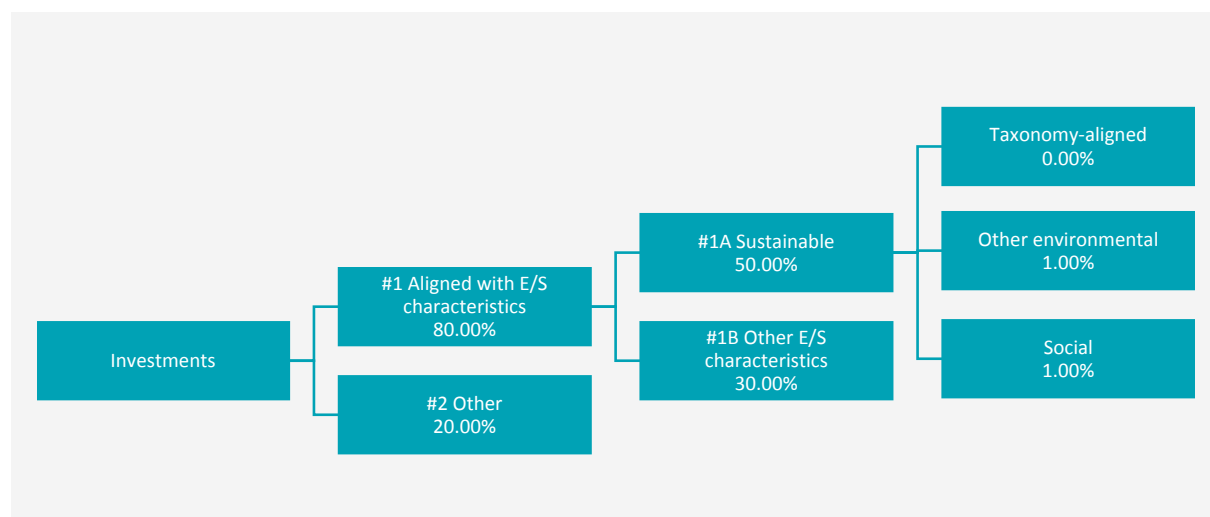 Investments
#1 Aligned with E/S
characteristics
80.00%
#2 Other
20.00%
#1A Sustainable
50.00%
#1B Other E/S
characteristics
30.00%
Taxonomy-aligned
0.00%
Other environmental
1.00%
Social
1.00%